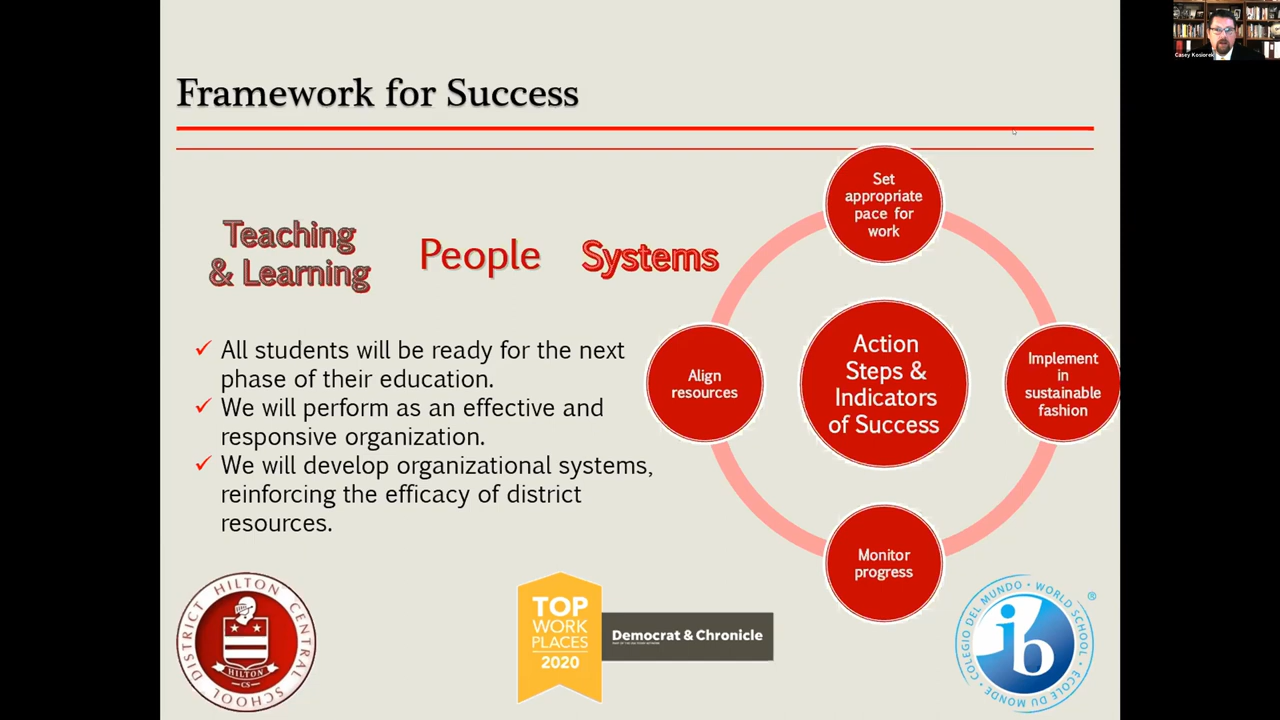 Framework for Success
Casey Kosiorek
Teaching
& Learning
People
Systems
All students will be ready for the next
phase of their education.
We will perform as an effective and
responsive organization.
We will develop organizational systems,
reinforcing the efficacy of district
resources.
Set
appropriate
pace for
work
Align
resources
Action
Steps &
Indicators
of Success
Implement
in
sustainable
fashion
Monitor
progress
HILTON CENTRAL SCHOOL DISTRICT
HILTON
CS
TOP
WORK
PLACES
2020
Democrat & Chronicle
COLEGIO DEL MUNDO • WORLD SCHOOL • ÉCOLE DU MONDE •
ib
®